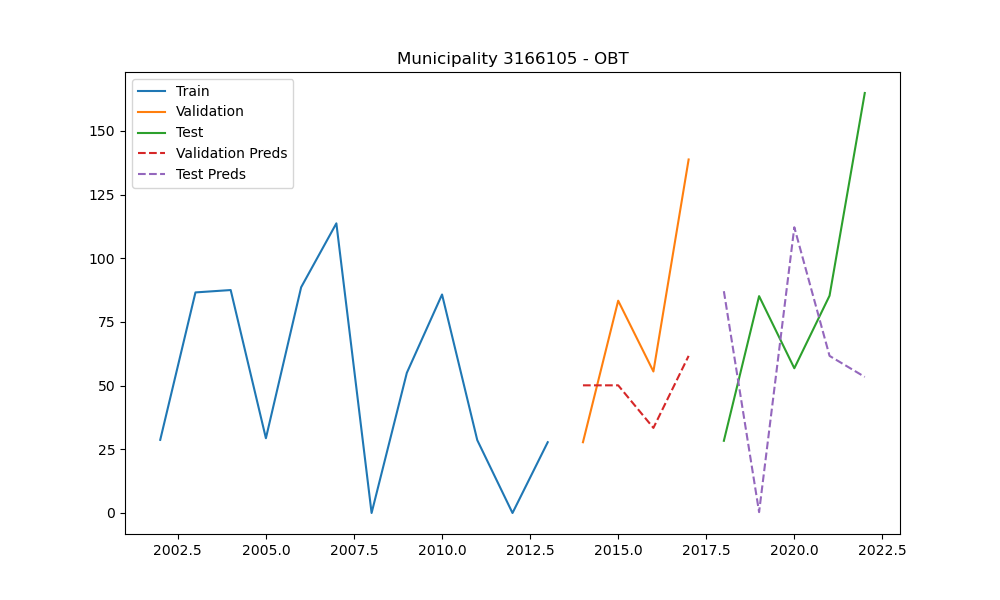 Municipality 3166105 - OBT
Train
Validation
Test
Validation Preds
Test Preds
150
125
100
75
50
25
0
2002.5 2005.0 2007.5 2010.0 2012.5 2015.0 2017.5 2020.0 2022.5